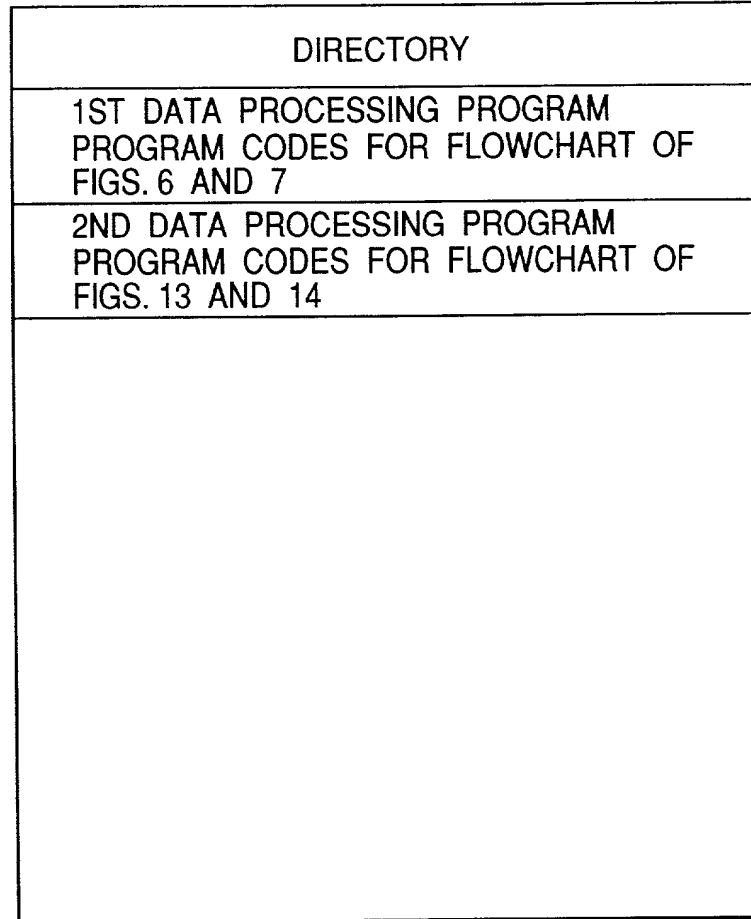 DIRECTORY
1ST DATA PROCESSING PROGRAM
PROGRAM CODES FOR FLOWCHART OF
FIGS. 6 AND 7
2ND DATA PROCESSING PROGRAM
PROGRAM CODES FOR FLOWCHART OF
FIGS. 13 AND 14